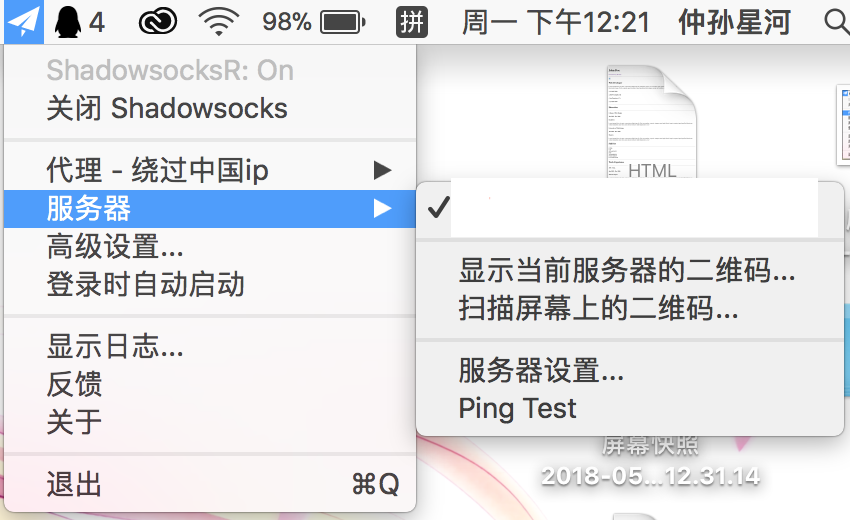 4 98% 拼 周一 下午12:21 仲孙星河
ShadowsocksR: On
关闭 Shadowsocks
代理 - 绕过中国ip
服务器
高级设置...
登录时自动启动
显示日志...
反馈
关于
退出 ⌘Q
HTML
显示当前服务器的二维码...
扫描屏幕上的二维码...
服务器设置...
Ping Test
屏幕快照
2018-05...12.31.14